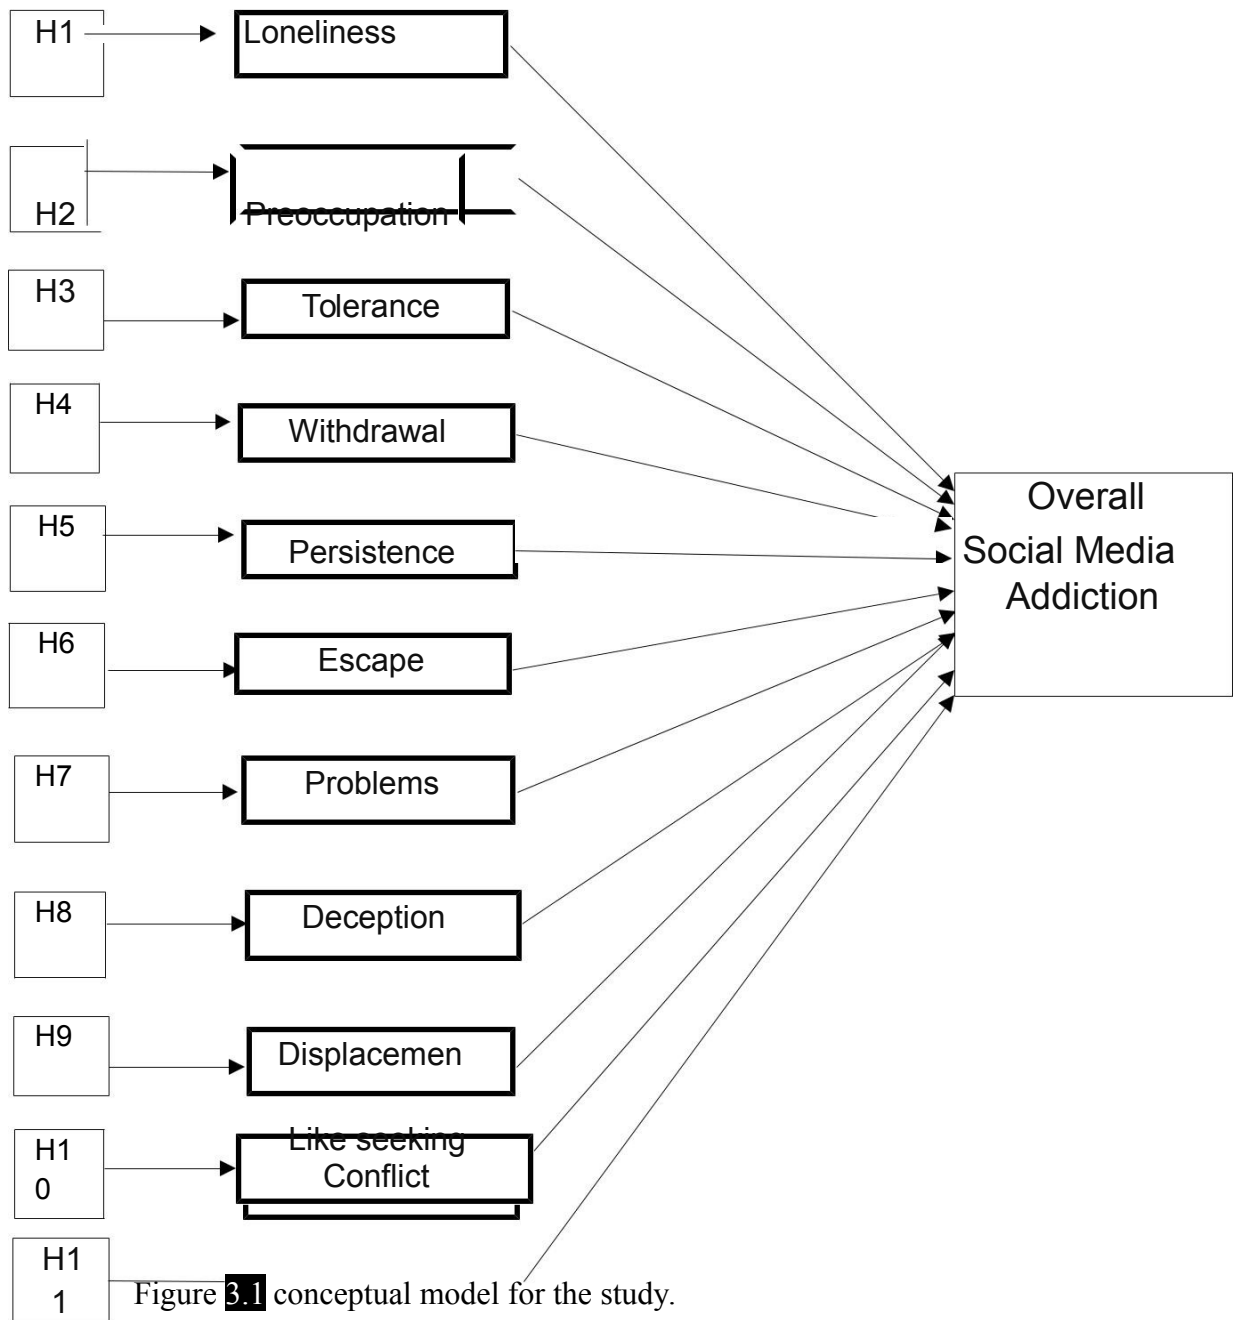 H1
Loneliness
H2
Preoccupation
H3
Tolerance
H4
Withdrawal
H5
Persistence
H6
Escape
H7
Problems
H8
Deception
H9
Displacemen
H1
0
Like seeking
Conflict
H1
1
Overall
Social Media
Addiction
Figure 3.1 conceptual model for the study.